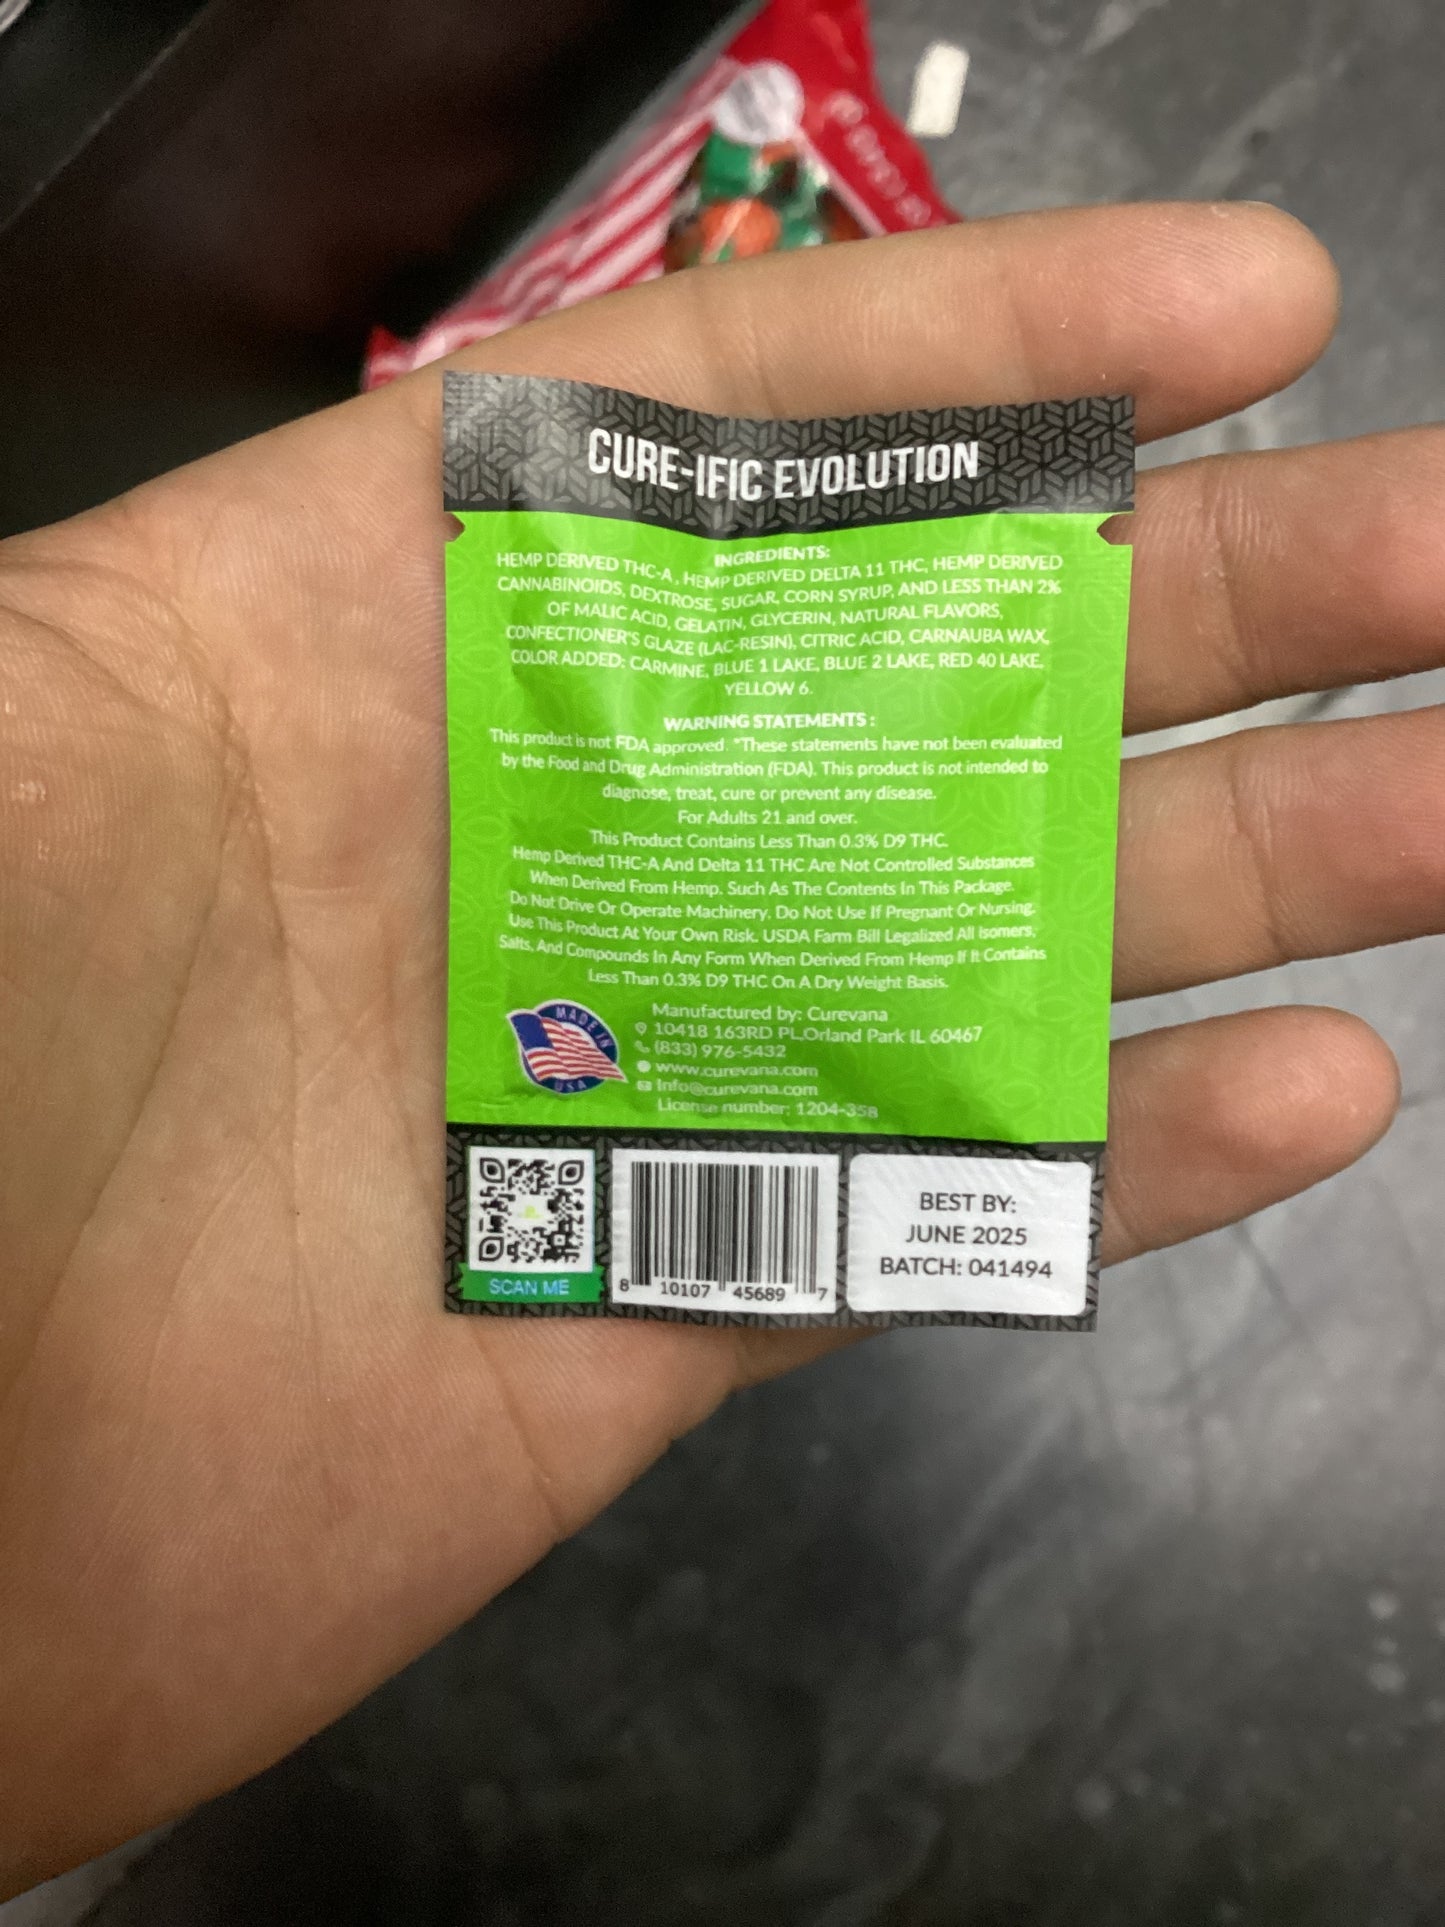 CURE-IFIC EVOLUTION
INGREDIENTS:
HEMP DERIVED THC-A, HEMP DERIVED DELTA 11 THC, HEMP DERIVED
CANNABINOIDS, DEXTROSE, SUGAR, CORN SYRUP, AND LESS THAN 2%
OF MALIC ACID, GELATIN, GLYCERIN, NATURAL FLAVORS,
CONFECTIONER'S GLAZE (LAC-RESIN), CITRIC ACID, CARNAUBA WAX,
COLOR ADDED: CARMINE, BLUE 1 LAKE, BLUE 2 LAKE, RED 40 LAKE,
YELLOW 6.
WARNING STATEMENTS :
This product is not FDA approved. *These statements have not been evaluated
by the Food and Drug Administration (FDA). This product is not intended to
diagnose, treat, cure or prevent any disease.
For Adults 21 and over.
This Product Contains Less Than 0.3% D9 THC.
Hemp Derived THC-A And Delta 11 THC Are Not Controlled Substances
When Derived From Hemp. Such As The Contents In This Package.
Do Not Drive Or Operate Machinery. Do Not Use If Pregnant Or Nursing.
Use This Product At Your Own Risk. USDA Farm Bill Legalized All Isomers,
Salts, And Compounds In Any Form When Derived From Hemp If It Contains
Less Than 0.3% D9 THC On A Dry Weight Basis.
MADE IN
USA
Manufactured by: Curevana
10418 163RD PL,Orland Park IL 60467
(833) 976-5432
www.curevana.com
Info@curevana.com
License number: 1204-358
SCAN ME
8 10107 45689 7
BEST BY:
JUNE 2025
BATCH: 041494